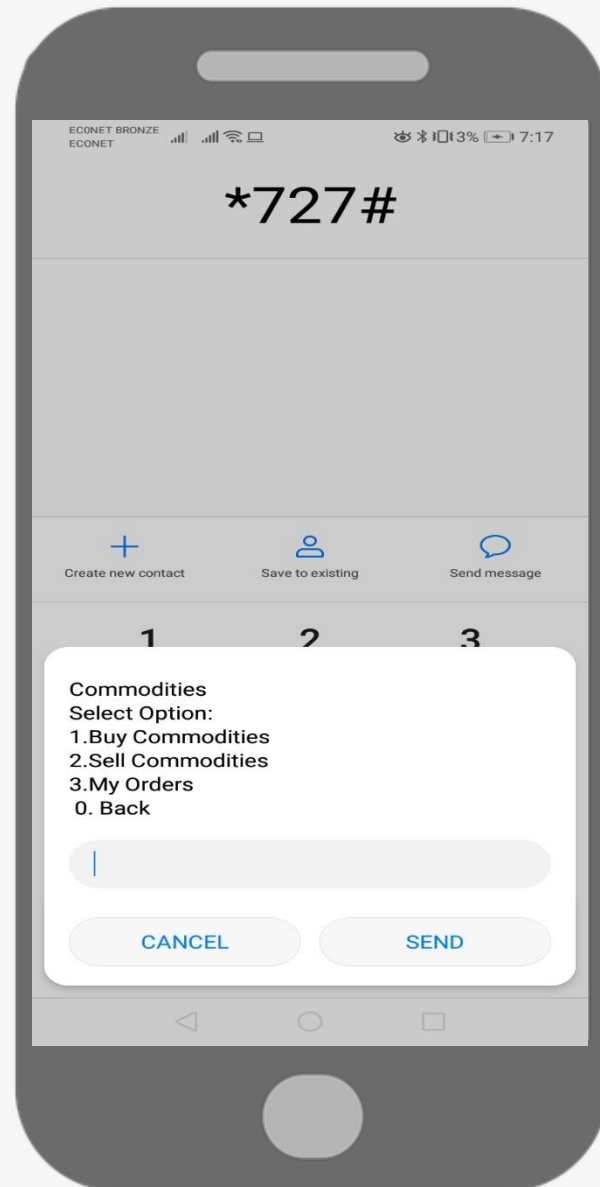 ECONET BRONZE
ECONET
3% 7:17
*727#
Create new contact Save to existing Send message
1 2 3
Commodities
Select Option:
1.Buy Commodities
2.Sell Commodities
3.My Orders
0. Back
CANCEL SEND